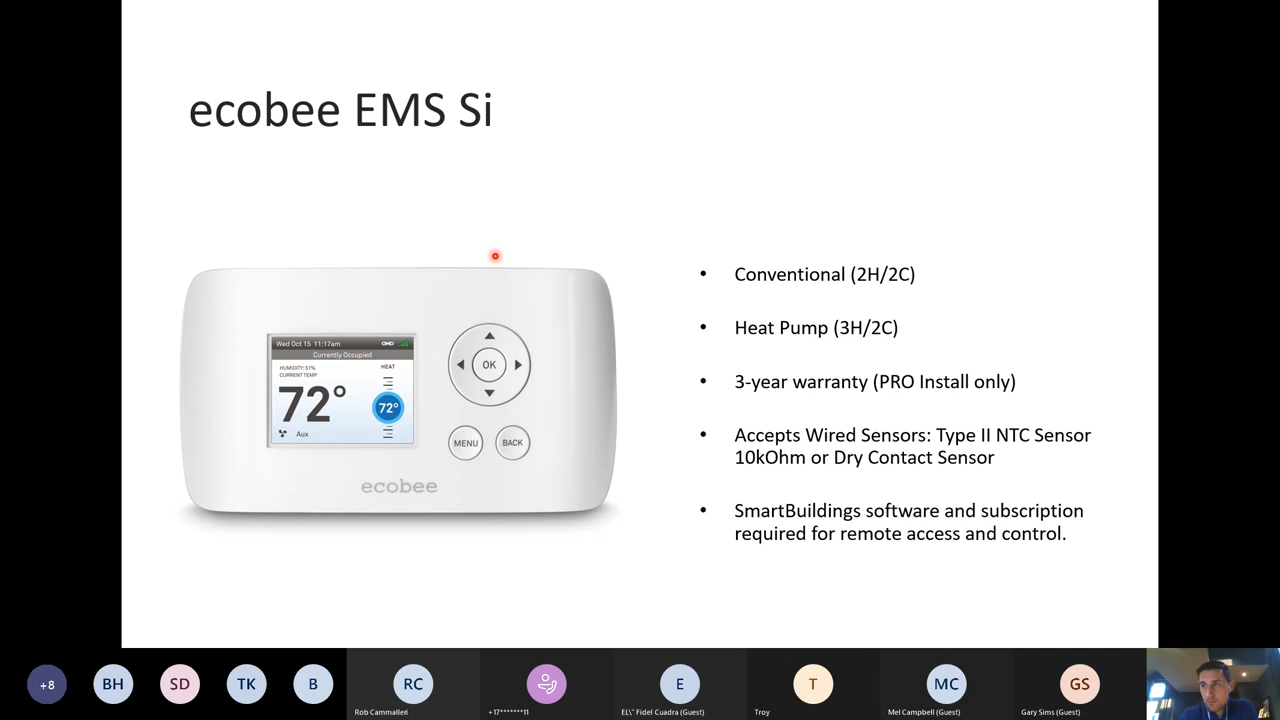 ecobee EMS Si
Wed Oct 15 11:17am
Currently Occupied
HUMIDITY: 51%
CURRENT TEMP
HEAT
72°
72°
Aux
OK
MENU
BACK
ecobee
• Conventional (2H/2C)
• Heat Pump (3H/2C)
• 3-year warranty (PRO Install only)
• Accepts Wired Sensors: Type II NTC Sensor
10kOhm or Dry Contact Sensor
• SmartBuildings software and subscription
required for remote access and control.
+8
BH
SD
TK
B
RC
E
T
MC
GS
Rob Cammalleri
+17*******11
EL\" Fidel Cuadra (Guest)
Troy
Mel Campbell (Guest)
Gary Sims (Guest)